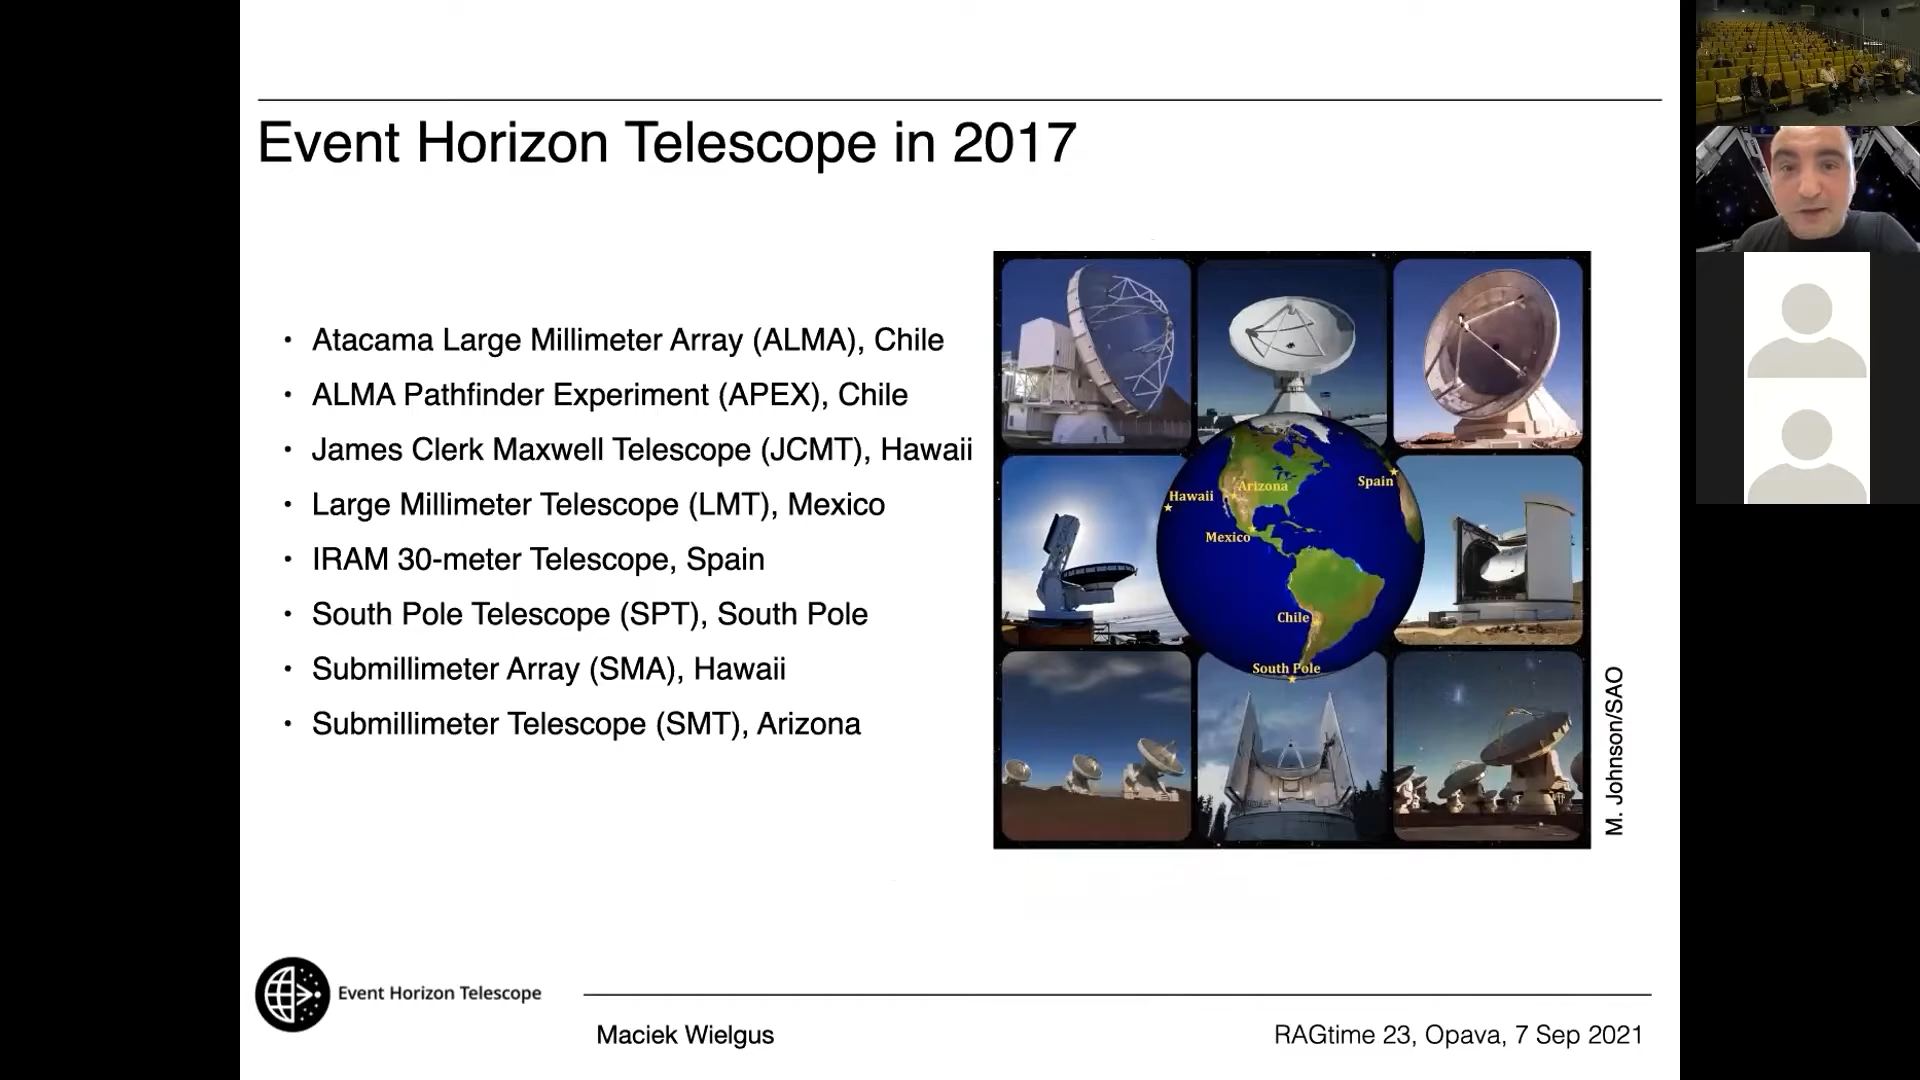 Event Horizon Telescope in 2017
• Atacama Large Millimeter Array (ALMA), Chile
• ALMA Pathfinder Experiment (APEX), Chile
• James Clerk Maxwell Telescope (JCMT), Hawaii
• Large Millimeter Telescope (LMT), Mexico
• IRAM 30-meter Telescope, Spain
• South Pole Telescope (SPT), South Pole
• Submillimeter Array (SMA), Hawaii
• Submillimeter Telescope (SMT), Arizona
Hawaii
Arizona
Spain
Mexico
Chile
South Pole
M. Johnson/SAO
Event Horizon Telescope
Maciek Wielgus
RAGtime 23, Opava, 7 Sep 2021